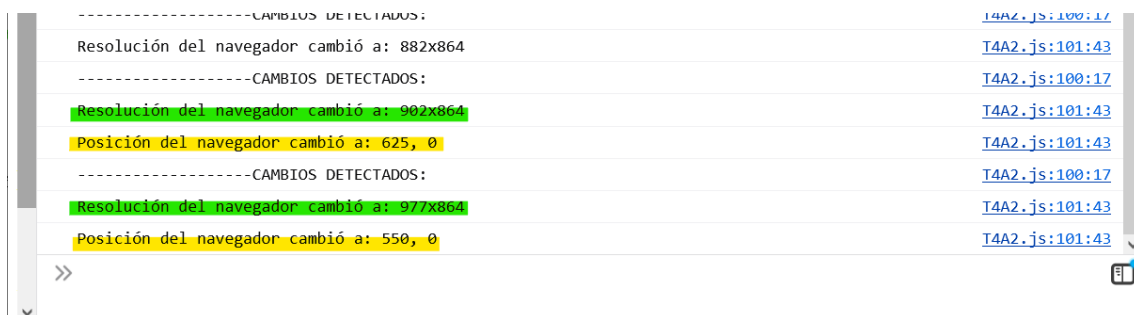 -------------------CAMBIOS DETECTADOS: T4A2.js:100:17
Resolución del navegador cambió a: 882x864 T4A2.js:101:43
-------------------CAMBIOS DETECTADOS: T4A2.js:100:17
Resolución del navegador cambió a: 902x864 T4A2.js:101:43
Posición del navegador cambió a: 625, 0 T4A2.js:101:43
-------------------CAMBIOS DETECTADOS: T4A2.js:100:17
Resolución del navegador cambió a: 977x864 T4A2.js:101:43
Posición del navegador cambió a: 550, 0 T4A2.js:101:43